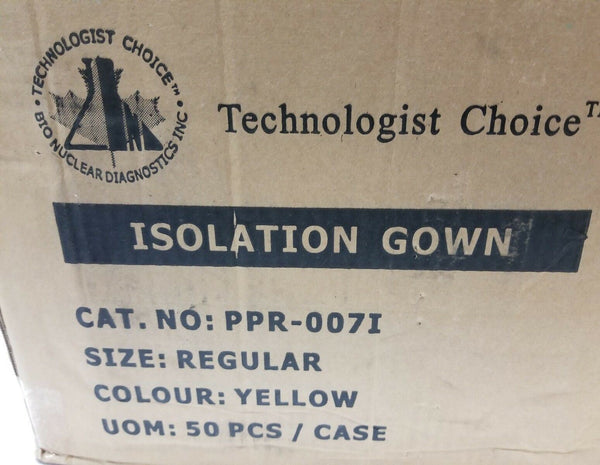 TECHNOLOGIST CHOICE™
BIO NUCLEAR DIAGNOSTICS INC
Technologist Choice™
ISOLATION GOWN
CAT. NO: PPR-007I
SIZE: REGULAR
COLOUR: YELLOW
UOM: 50 PCS / CASE